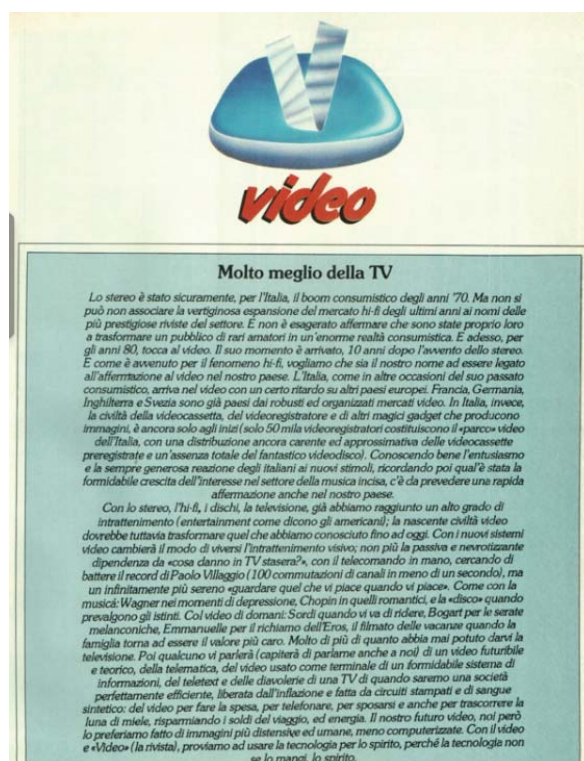 V
video
Molto meglio della TV
Lo stereo è stato sicuramente, per l'Italia, il boom consumistico degli anni '70. Ma non si
può non associare la vertiginosa espansione del mercato hi-fi degli ultimi anni ai nomi delle
più prestigiose riviste del settore. E non è esagerato affermare che sono state proprio loro
a trasformare un pubblico di rari amatori in un'enorme realtà consumistica. E adesso, per
gli anni 80, tocca al video. Il suo momento è arrivato, 10 anni dopo l'avvento dello stereo.
E come è avvenuto per il fenomeno hi-fi, vogliamo che sia il nostro nome ad essere legato
all'affermazione al video nel nostro paese. L'Italia, come in altre occasioni del suo passato
consumistico, arriva nel video con un certo ritardo su altri paesi europei. Francia, Germania,
Inghilterra e Svezia sono già paesi dai robusti ed organizzati mercati video. In Italia, invece,
la civiltà della videocassetta, del videoregistratore e di altri magici gadget che producono
immagini, è ancora solo agli inizi (solo 50 mila videoregistratori costituiscono il «parco» video
dell'Italia, con una distribuzione ancora carente ed approssimativa delle videocassette
preregistrate e un'assenza totale del fantastico videodisco). Conoscendo bene l'entusiasmo
e la sempre generosa reazione degli italiani ai nuovi stimoli, ricordando poi qual'è stata la
formidabile crescita dell'interesse nel settore della musica incisa, c'è da prevedere una rapida
affermazione anche nel nostro paese.
Con lo stereo, l'hi-fi, i dischi, la televisione, già abbiamo raggiunto un alto grado di
intrattenimento (entertainment come dicono gli americani); la nascente civiltà video
dovrebbe tuttavia trasformare quel che abbiamo conosciuto fino ad oggi. Con i nuovi sistemi
video cambierà il modo di viversi l'intrattenimento visivo; non più la passiva e nevrotizzante
dipendenza da «cosa danno in TV stasera?», con il telecomando in mano, cercando di
battere il record di Paolo Villaggio (100 commutazioni di canali in meno di un secondo), ma
un infinitamente più sereno «guardare quel che vi piace quando vi piace». Come con la
musica: Wagner nei momenti di depressione, Chopin in quelli romantici, e la «disco» quando
prevalgono gli istinti. Col video di domani: Sordi quando vi va di ridere, Bogart per le serate
melanconiche, Emmanuelle per il richiamo dell'Eros, il filmato delle vacanze quando la
famiglia torna ad essere il valore più caro. Molto di più di quanto abbia mai potuto darvi la
televisione. Poi qualcuno vi parlerà (capiterà di parlarne anche a noi) di un video futuribile
e teorico, della telematica, del video usato come terminale di un formidabile sistema di
informazioni, del teletext e delle diavolerie di una TV di quando saremo una società
perfettamente efficiente, liberata dall'inflazione e fatta da circuiti stampati e di sangue
sintetico: del video per fare la spesa, per telefonare, per sposarsi e anche per trascorrere la
luna di miele, risparmiando i soldi del viaggio, ed energia. Il nostro futuro video, noi però
lo preferiamo fatto di immagini più distensive ed umane, meno computerizzate. Con il video
e «Video» (la rivista), proviamo ad usare la tecnologia per lo spirito, perché la tecnologia non
se lo mangi, lo spirito.